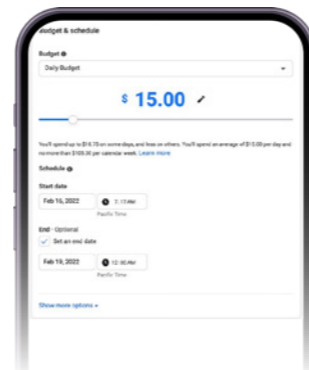 Budget & schedule
Budget
Daily Budget
$ 15.00
You'll spend up to $18.75 on some days, and less on others. You'll spend an average of $15.00 per day and
no more than $105.00 per calendar week. Learn more
Schedule
Start date
Feb 16, 2022
Pacific Time
End - Optional
Set an end date
Feb 19, 2022
Pacific Time
Show more options